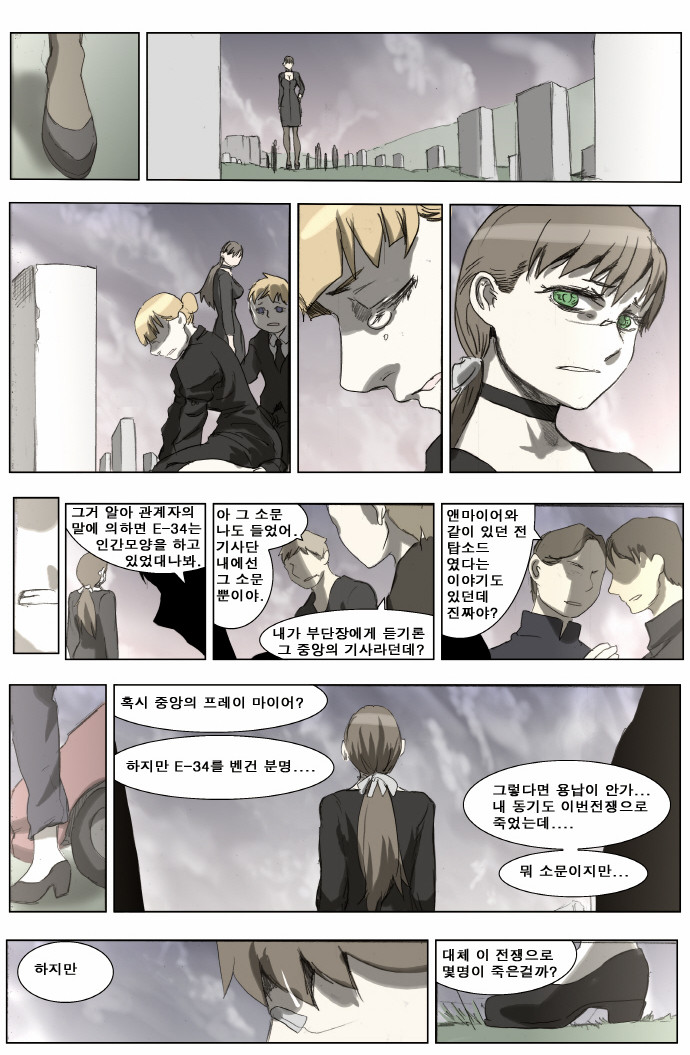 그거 알아 관계자의
말에 의하면 E-34는
인간모양을 하고
있었대나봐.
아 그 소문
나도 들었어.
기사단
내에선
그 소문
뿐이야.
내가 부단장에게 듣기론
그 중앙의 기사라던데?
앤마이어와
같이 있던 전
탑소드
였다는
이야기도
있던데
진짜야?
혹시 중앙의 프레이 마이어?
하지만 E-34를 벤건 분명....
그렇다면 용납이 안가...
내 동기도 이번전쟁으로
죽었는데....
뭐 소문이지만...
하지만
대체 이 전쟁으로
몇명이 죽은걸까?